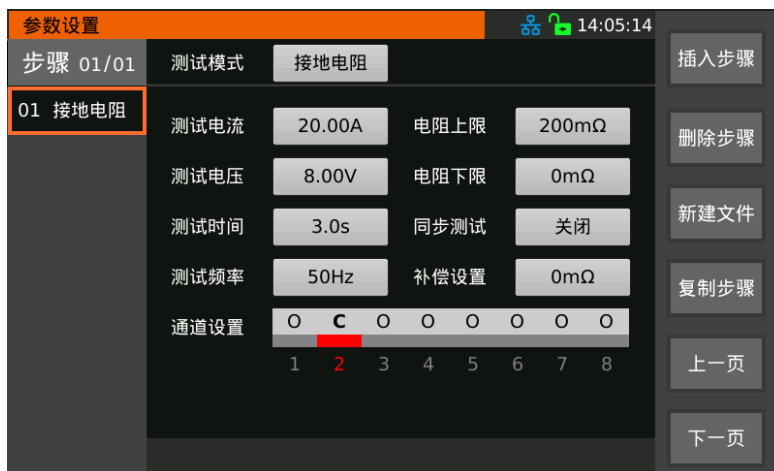 参数设置 14:05:14
步骤 01/01 测试模式 接地电阻 插入步骤
01 接地电阻
测试电流 20.00A 电阻上限 200mΩ 删除步骤
测试电压 8.00V 电阻下限 0mΩ
测试时间 3.0s 同步测试 关闭 新建文件
测试频率 50Hz 补偿设置 0mΩ 复制步骤
通道设置 O C O O O O O O
1 2 3 4 5 6 7 8 上一页
下一页